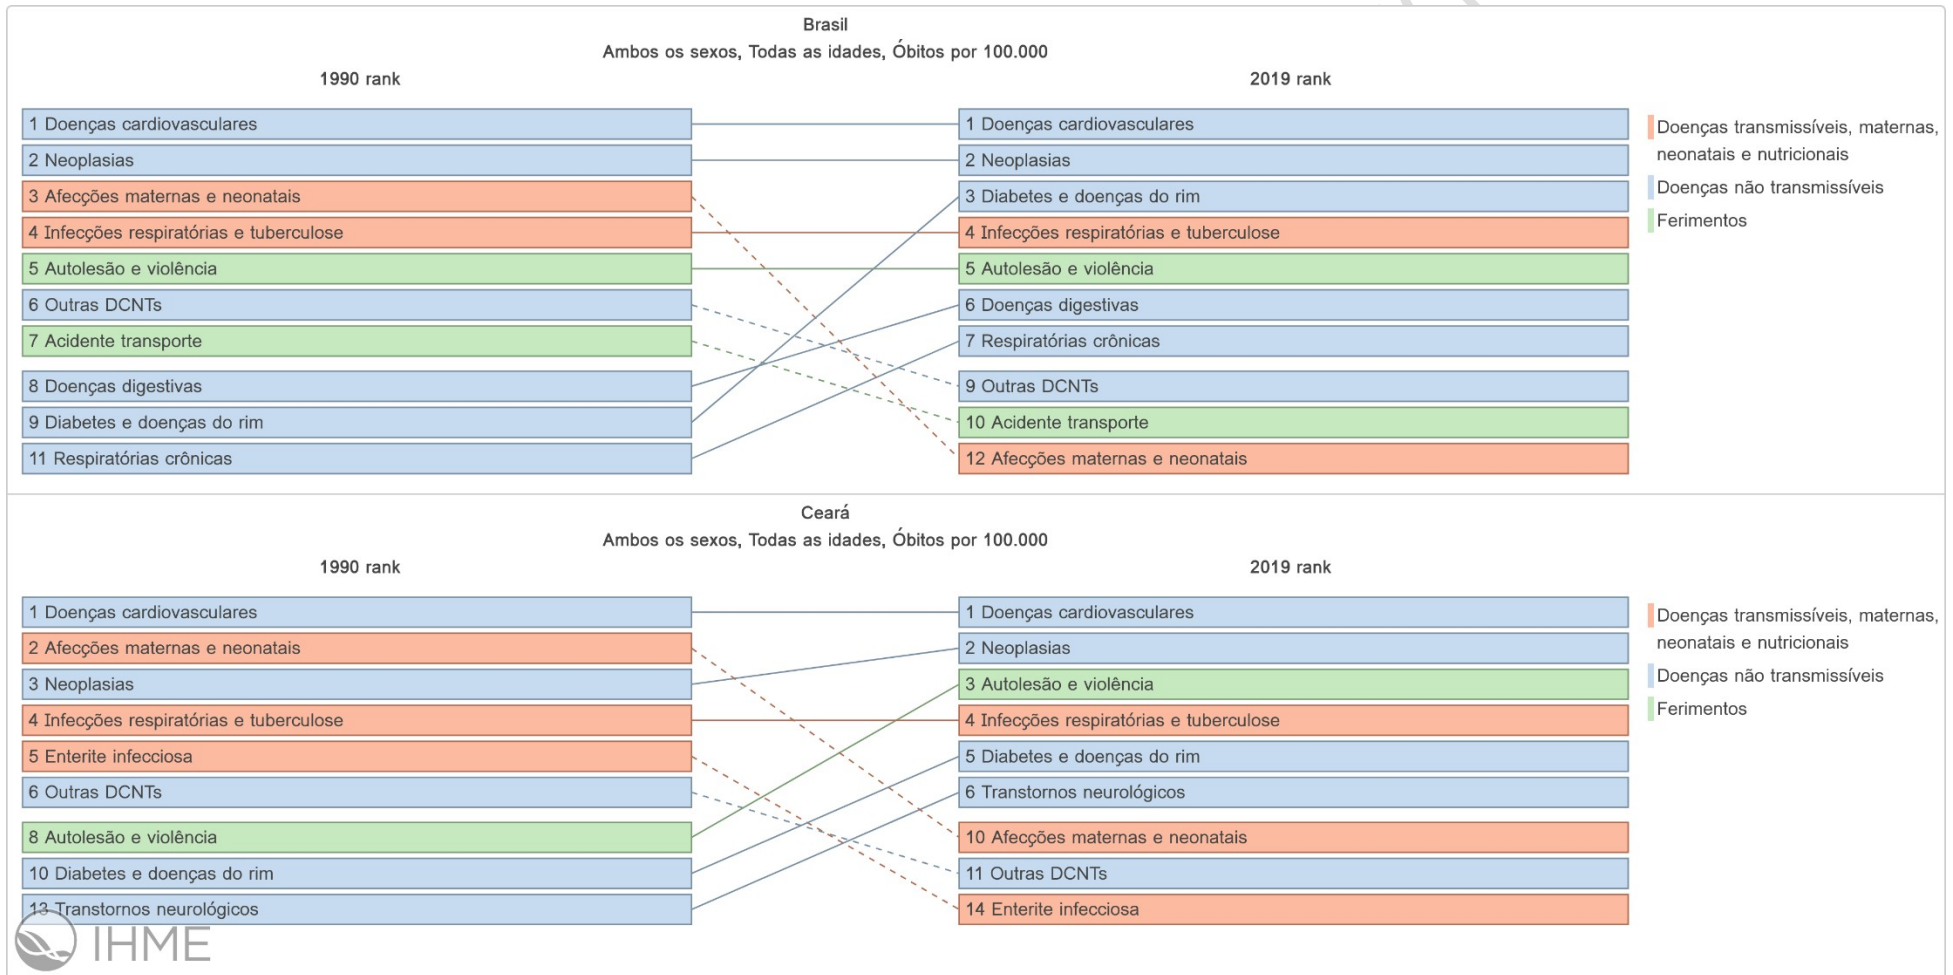 Brasil
Ambos os sexos, Todas as idades, Óbitos por 100.000
1990 rank
2019 rank
1 Doenças cardiovasculares
2 Neoplasias
3 Afecções maternas e neonatais
4 Infecções respiratórias e tuberculose
5 Autolesão e violência
6 Outras DCNTs
7 Acidente transporte
8 Doenças digestivas
9 Diabetes e doenças do rim
11 Respiratórias crônicas
1 Doenças cardiovasculares
2 Neoplasias
3 Diabetes e doenças do rim
4 Infecções respiratórias e tuberculose
5 Autolesão e violência
6 Doenças digestivas
7 Respiratórias crônicas
9 Outras DCNTs
10 Acidente transporte
12 Afecções maternas e neonatais
Doenças transmissíveis, maternas,
neonatais e nutricionais
Doenças não transmissíveis
Ferimentos
Ceará
Ambos os sexos, Todas as idades, Óbitos por 100.000
1990 rank
2019 rank
1 Doenças cardiovasculares
2 Afecções maternas e neonatais
3 Neoplasias
4 Infecções respiratórias e tuberculose
5 Enterite infecciosa
6 Outras DCNTs
8 Autolesão e violência
10 Diabetes e doenças do rim
13 Transtornos neurológicos
1 Doenças cardiovasculares
2 Neoplasias
3 Autolesão e violência
4 Infecções respiratórias e tuberculose
5 Diabetes e doenças do rim
6 Transtornos neurológicos
10 Afecções maternas e neonatais
11 Outras DCNTs
14 Enterite infecciosa
Doenças transmissíveis, maternas,
neonatais e nutricionais
Doenças não transmissíveis
Ferimentos
IHME